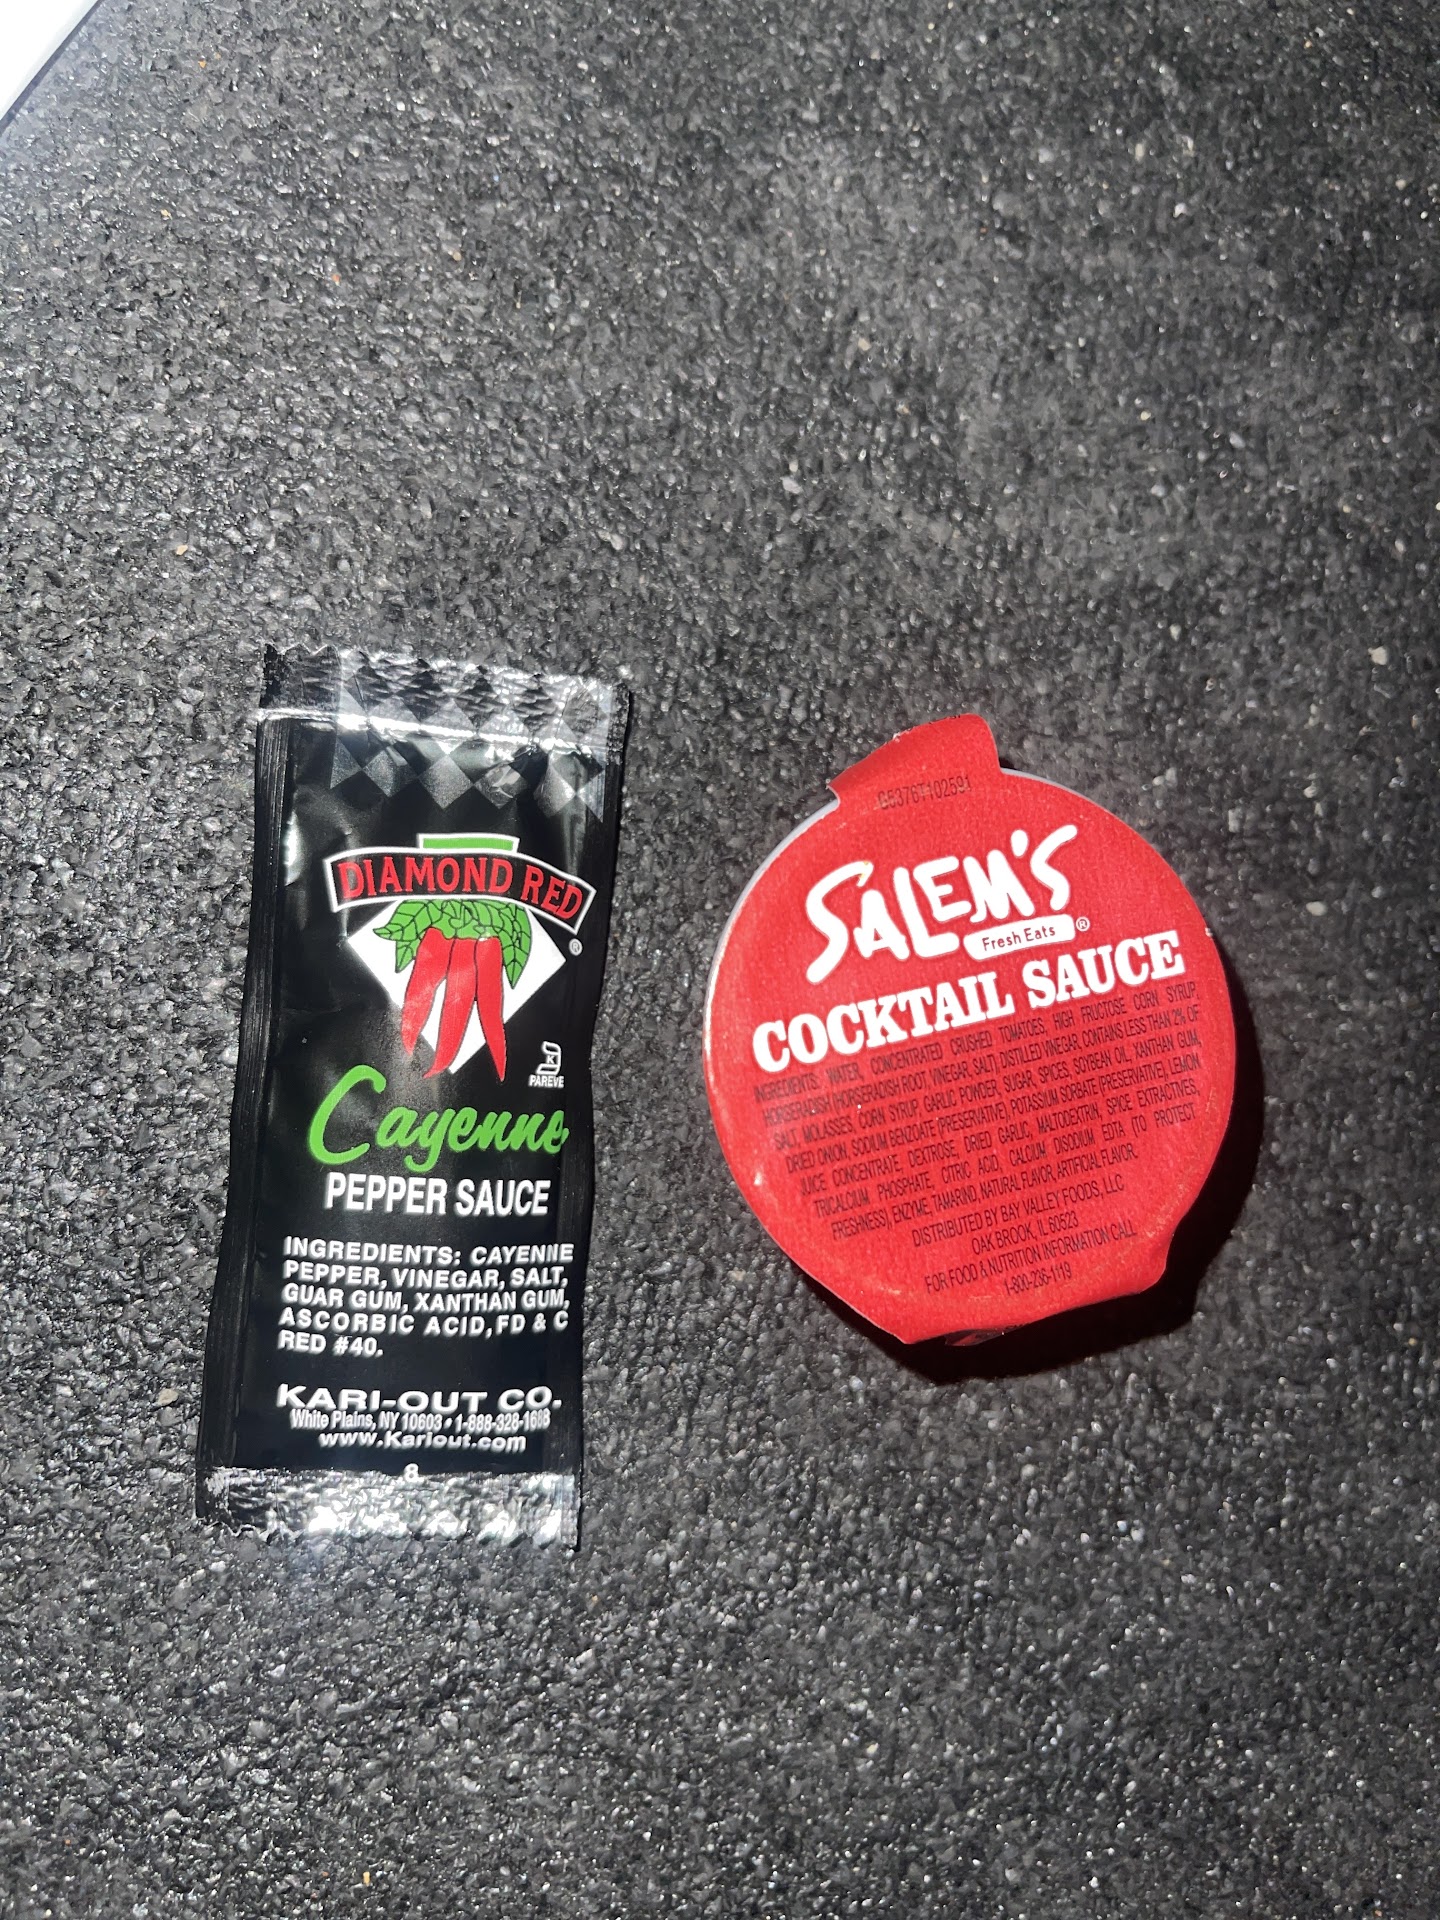 DIAMOND RED
®
K
PAREVE
Cayenne
PEPPER SAUCE
INGREDIENTS: CAYENNE
PEPPER, VINEGAR, SALT,
GUAR GUM, XANTHAN GUM,
ASCORBIC ACID, FD & C
RED #40.
KARI-OUT CO.
White Plains, NY 10603 • 1-888-328-1688
www.Kariout.com
8
G5376T102591
SALEM'S
Fresh Eats ®
COCKTAIL SAUCE
INGREDIENTS: WATER, CONCENTRATED CRUSHED TOMATOES, HIGH FRUCTOSE CORN SYRUP,
HORSERADISH (HORSERADISH ROOT, VINEGAR, SALT), DISTILLED VINEGAR, CONTAINS LESS THAN 2% OF
SALT, MOLASSES, CORN SYRUP, GARLIC POWDER, SUGAR, SPICES, SOYBEAN OIL, XANTHAN GUM,
DRIED ONION, SODIUM BENZOATE (PRESERVATIVE), POTASSIUM SORBATE (PRESERVATIVE), LEMON
JUICE CONCENTRATE, DEXTROSE, DRIED GARLIC, MALTODEXTRIN, SPICE EXTRACTIVES,
TRICALCIUM PHOSPHATE, CITRIC ACID, CALCIUM DISODIUM EDTA (TO PROTECT
FRESHNESS), ENZYME, TAMARIND, NATURAL FLAVOR, ARTIFICIAL FLAVOR.
DISTRIBUTED BY BAY VALLEY FOODS, LLC
OAK BROOK, IL 60523
FOR FOOD & NUTRITION INFORMATION CALL